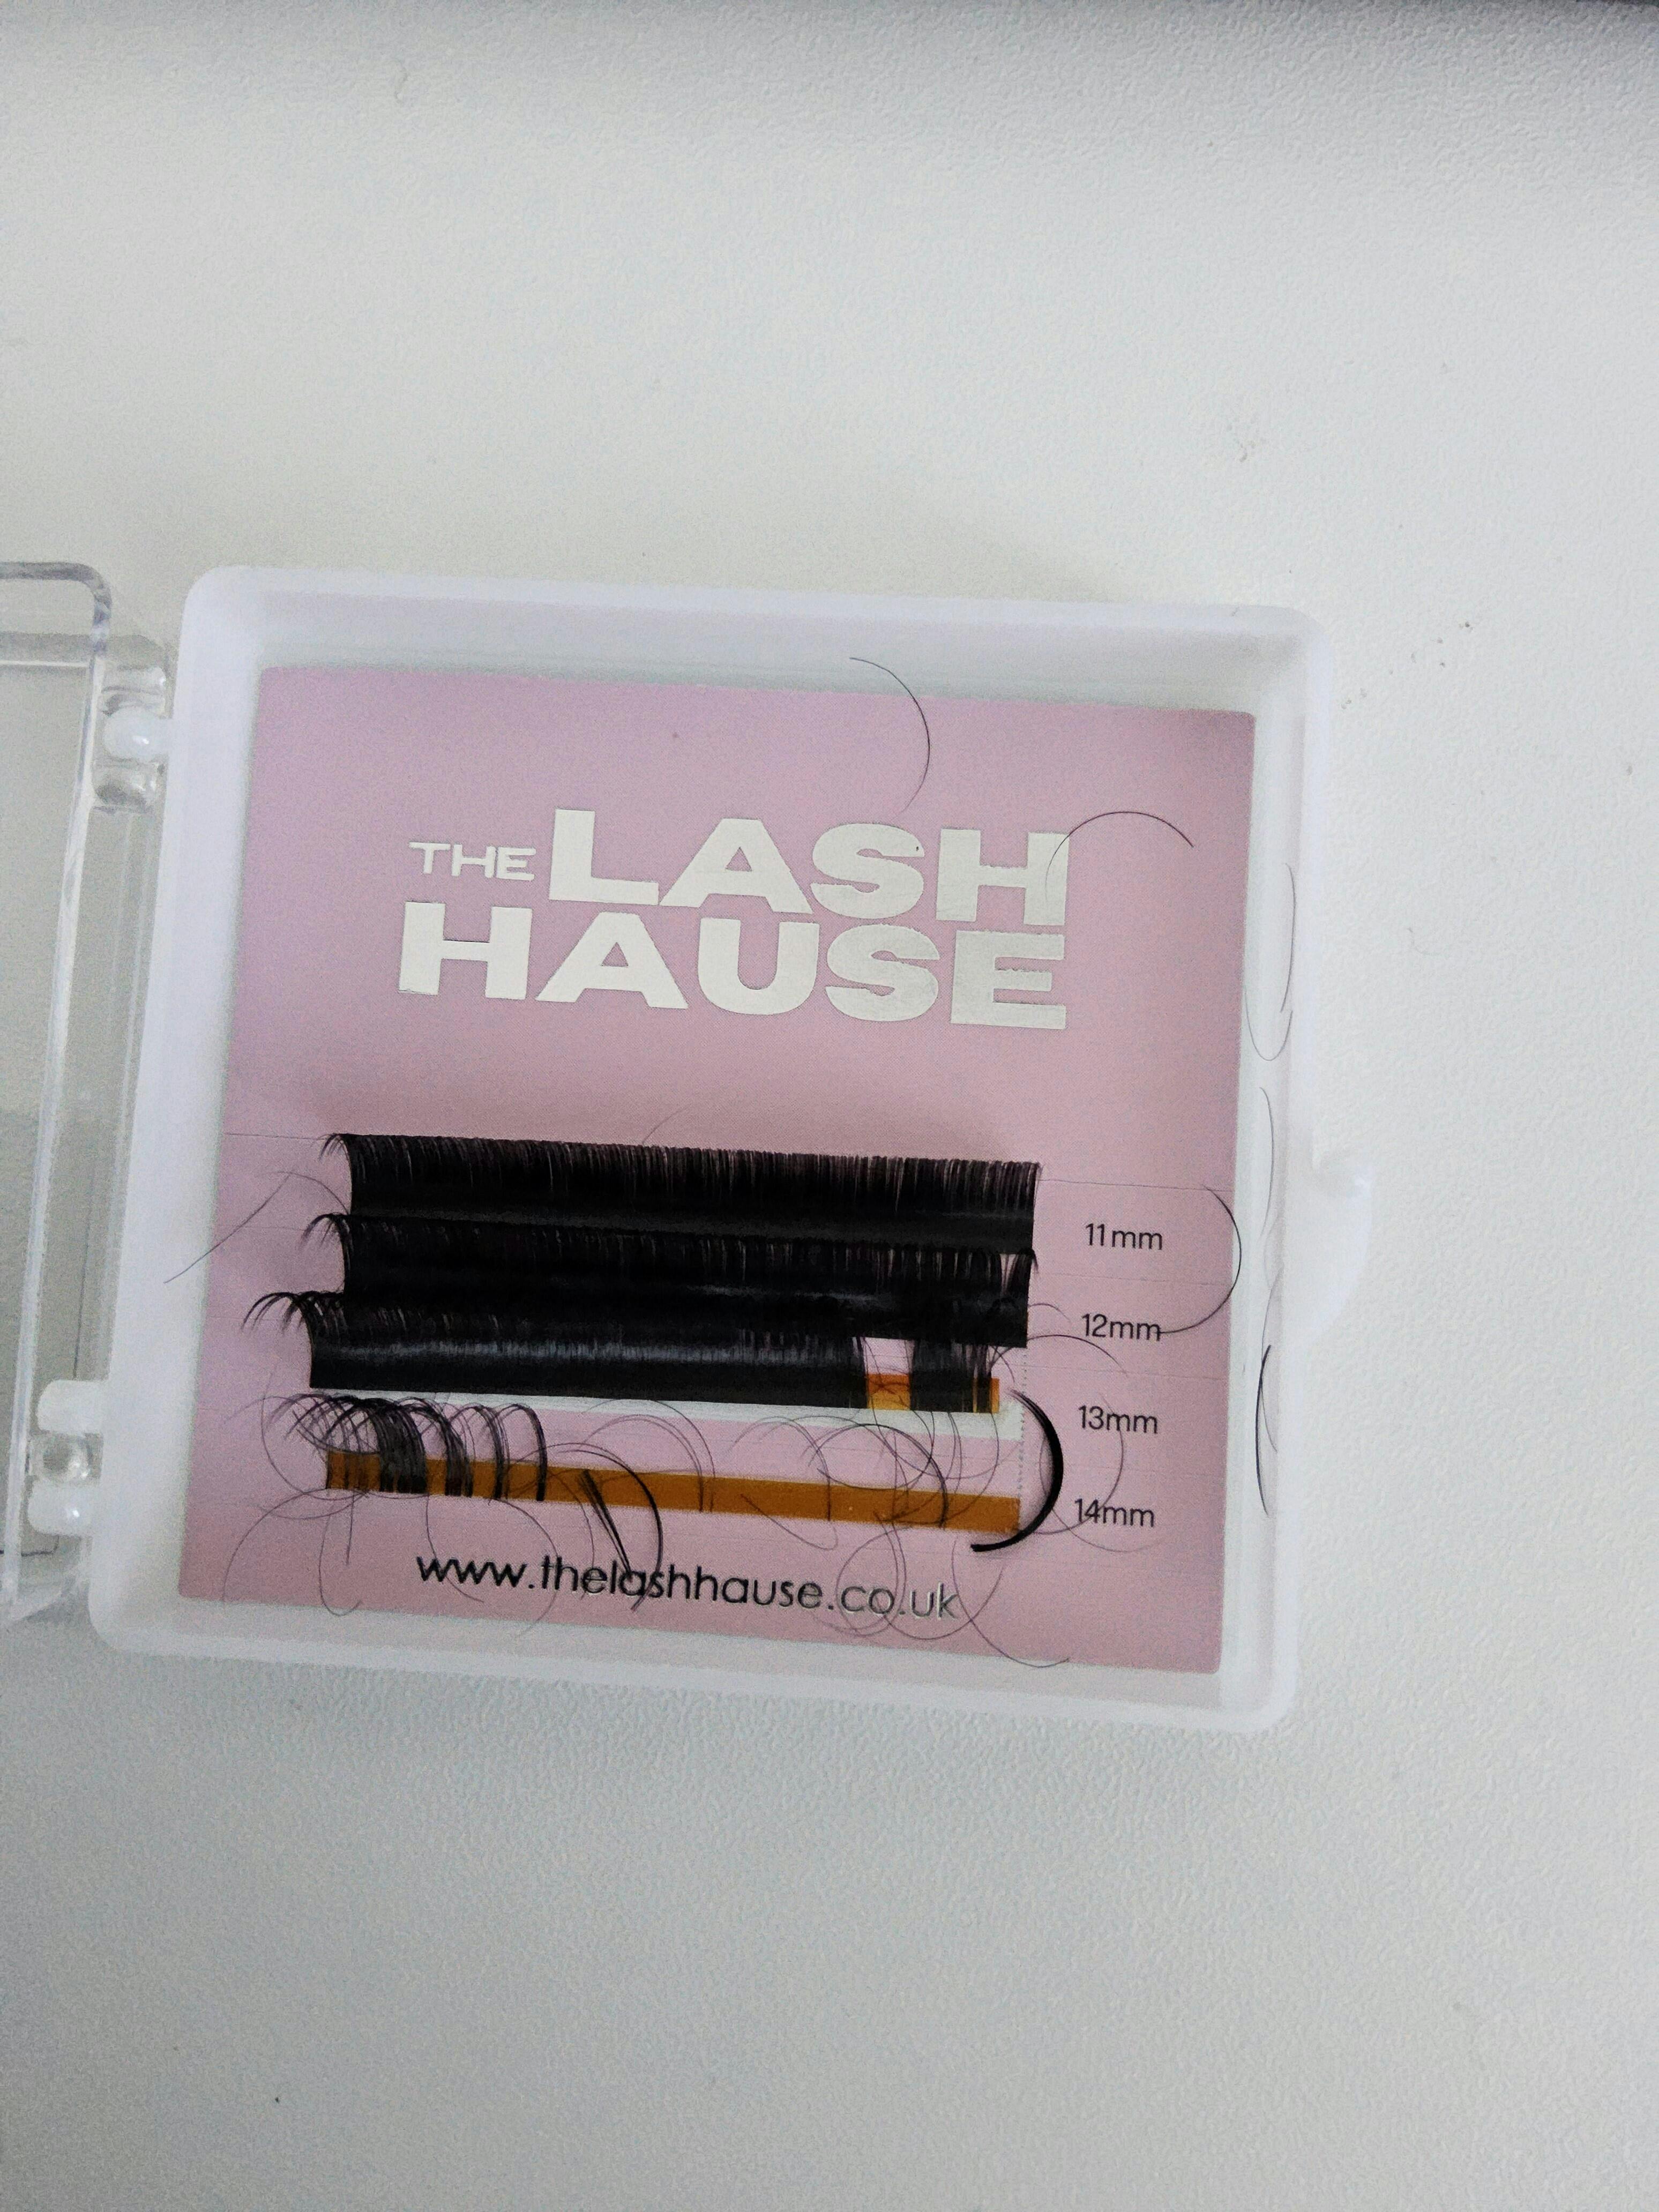 THE LASH
HAUSE
11mm
12mm
13mm
14mm
www.thelashhause.co.uk